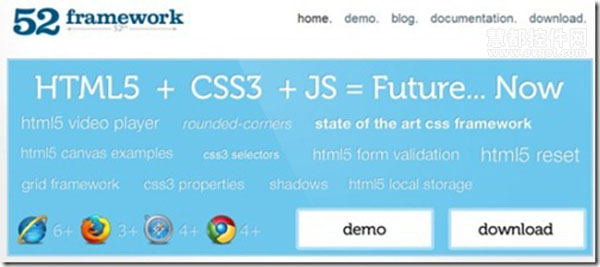 52 framework
home. demo. blog. documentation. download.
慧都控件网
HTML5 + CSS3 + JS = Future... Now
html5 video player rounded-corners state of the art css framework
html5 canvas examples css3 selectors html5 form validation html5 reset
grid framework css3 properties shadows html5 local storage
6+ 3+ 4+ 4+ demo download